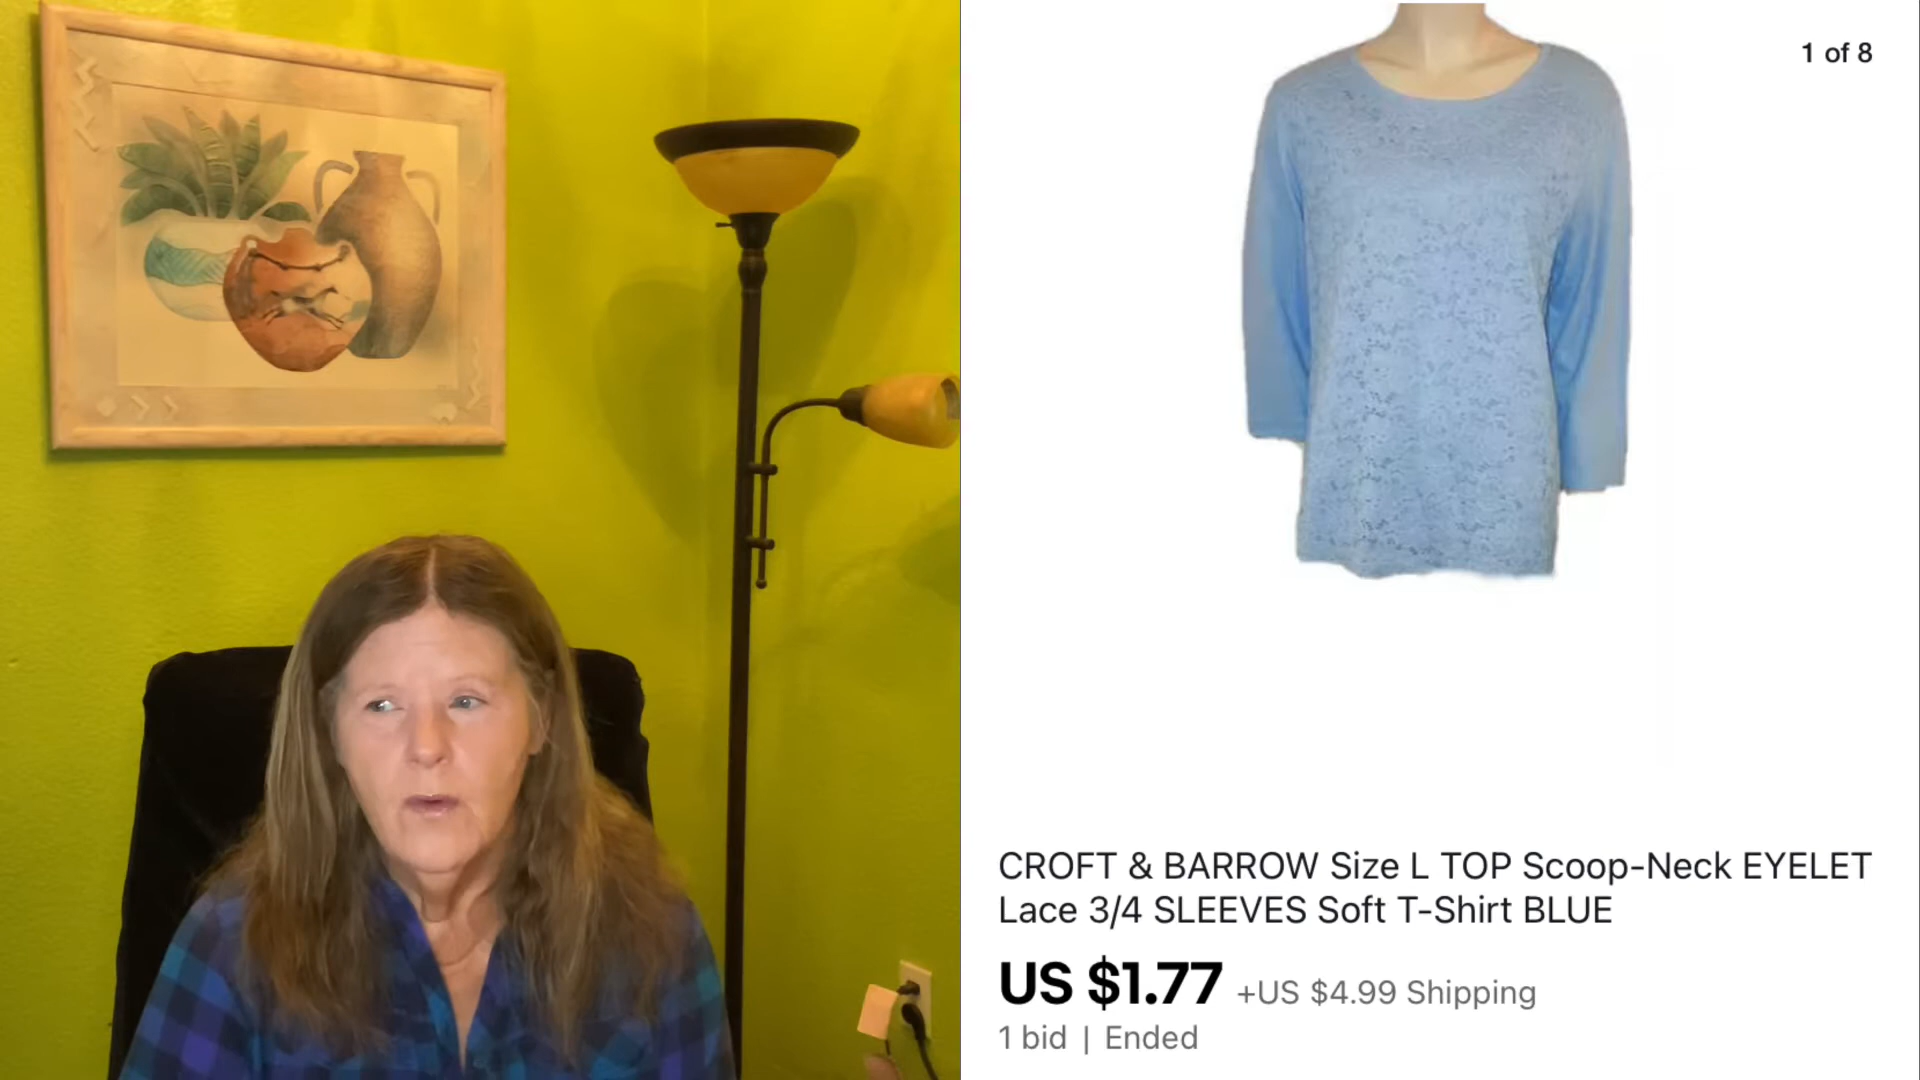 1 of 8
CROFT & BARROW Size L TOP Scoop-Neck EYELET
Lace 3/4 SLEEVES Soft T-Shirt BLUE
US $1.77 +US $4.99 Shipping
1 bid | Ended